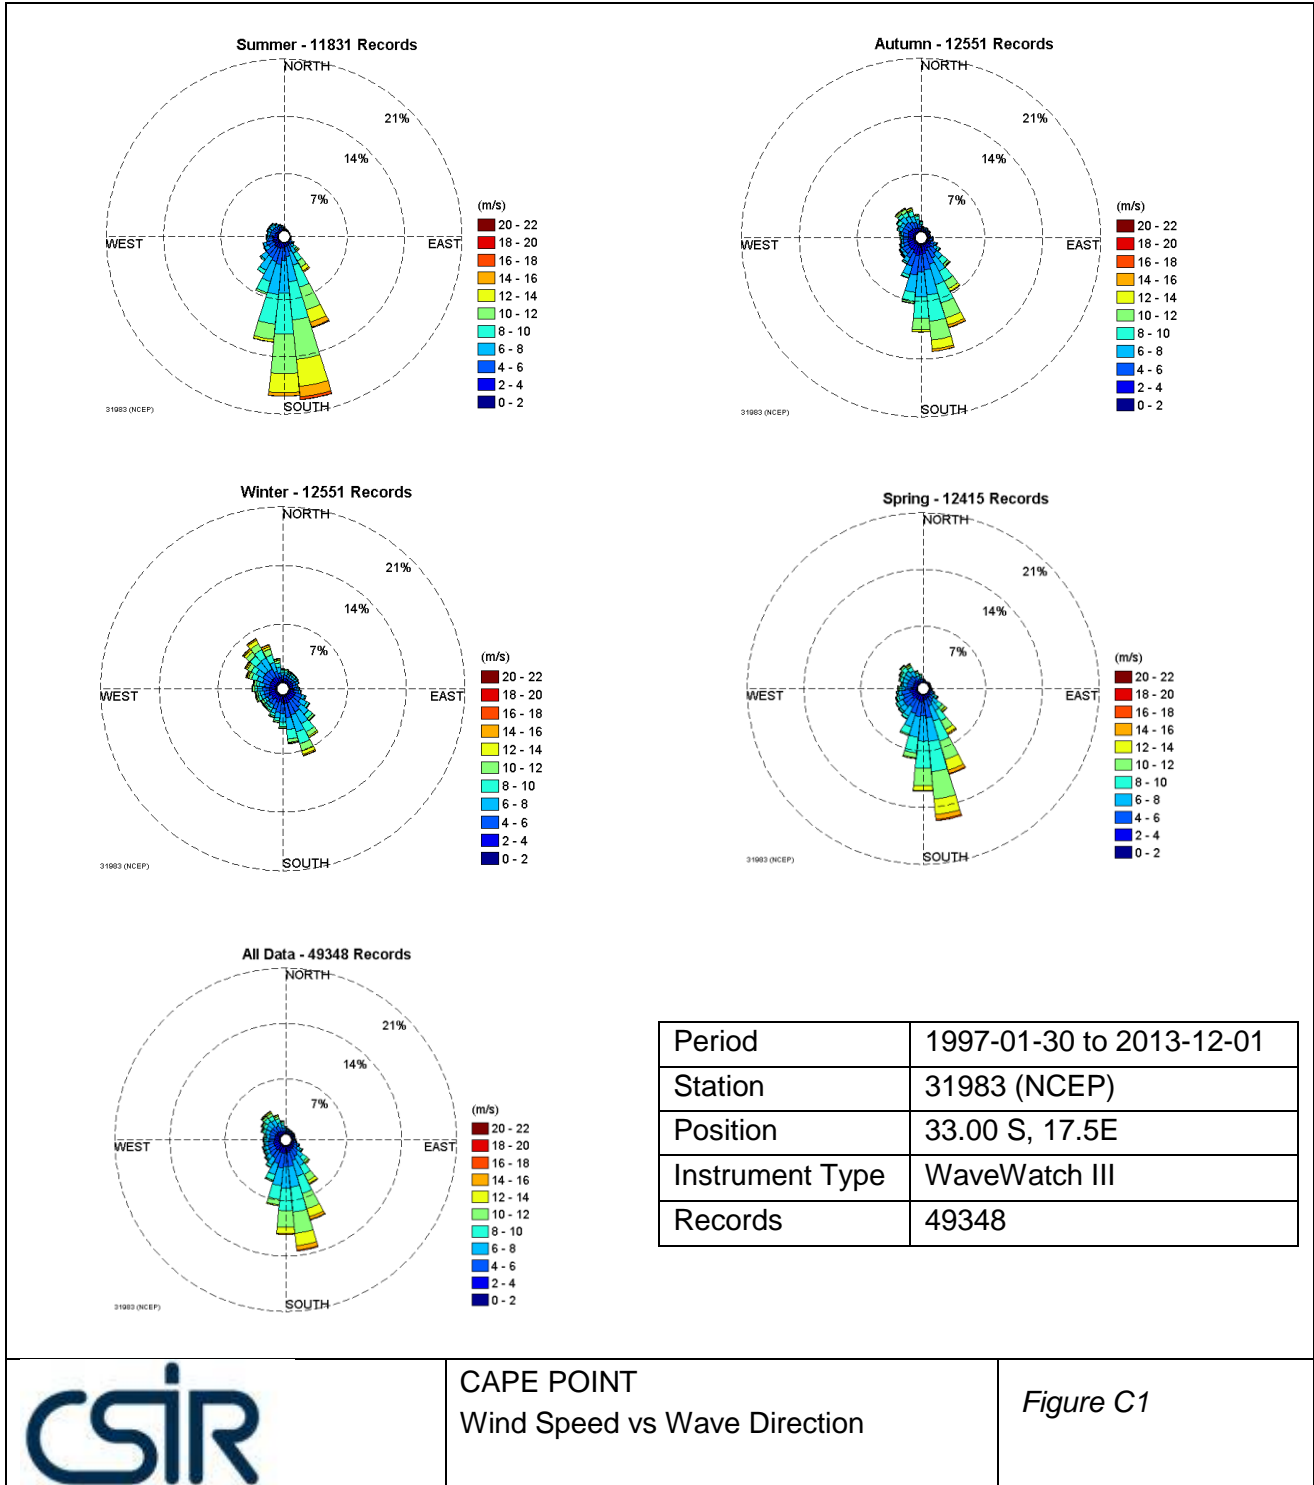 Summer - 11831 Records
NORTH
21%
14%
7%
WEST
EAST
SOUTH
(m/s)
20 - 22
18 - 20
16 - 18
14 - 16
12 - 14
10 - 12
8 - 10
6 - 8
4 - 6
2 - 4
0 - 2
31983 (NCEP)
Autumn - 12551 Records
NORTH
21%
14%
7%
WEST
EAST
SOUTH
(m/s)
20 - 22
18 - 20
16 - 18
14 - 16
12 - 14
10 - 12
8 - 10
6 - 8
4 - 6
2 - 4
0 - 2
31983 (NCEP)
Winter - 12551 Records
NORTH
21%
14%
7%
WEST
EAST
SOUTH
(m/s)
20 - 22
18 - 20
16 - 18
14 - 16
12 - 14
10 - 12
8 - 10
6 - 8
4 - 6
2 - 4
0 - 2
31983 (NCEP)
Spring - 12415 Records
NORTH
21%
14%
7%
WEST
EAST
SOUTH
(m/s)
20 - 22
18 - 20
16 - 18
14 - 16
12 - 14
10 - 12
8 - 10
6 - 8
4 - 6
2 - 4
0 - 2
31983 (NCEP)
All Data - 49348 Records
NORTH
21%
14%
7%
WEST
EAST
SOUTH
(m/s)
20 - 22
18 - 20
16 - 18
14 - 16
12 - 14
10 - 12
8 - 10
6 - 8
4 - 6
2 - 4
0 - 2
31983 (NCEP)
Period 1997-01-30 to 2013-12-01
Station 31983 (NCEP)
Position 33.00 S, 17.5E
Instrument Type WaveWatch III
Records 49348
CSIR
CAPE POINT
Wind Speed vs Wave Direction
Figure C1